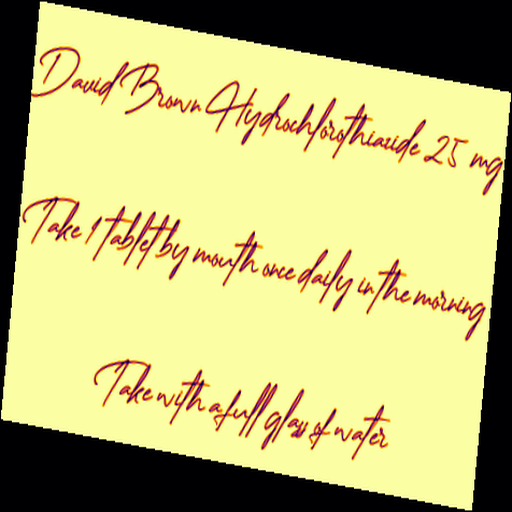 David Brown Hydrochlorothiazide 25 mg
Take 1 tablet by mouth once daily in the morning
Take with a full glass of water